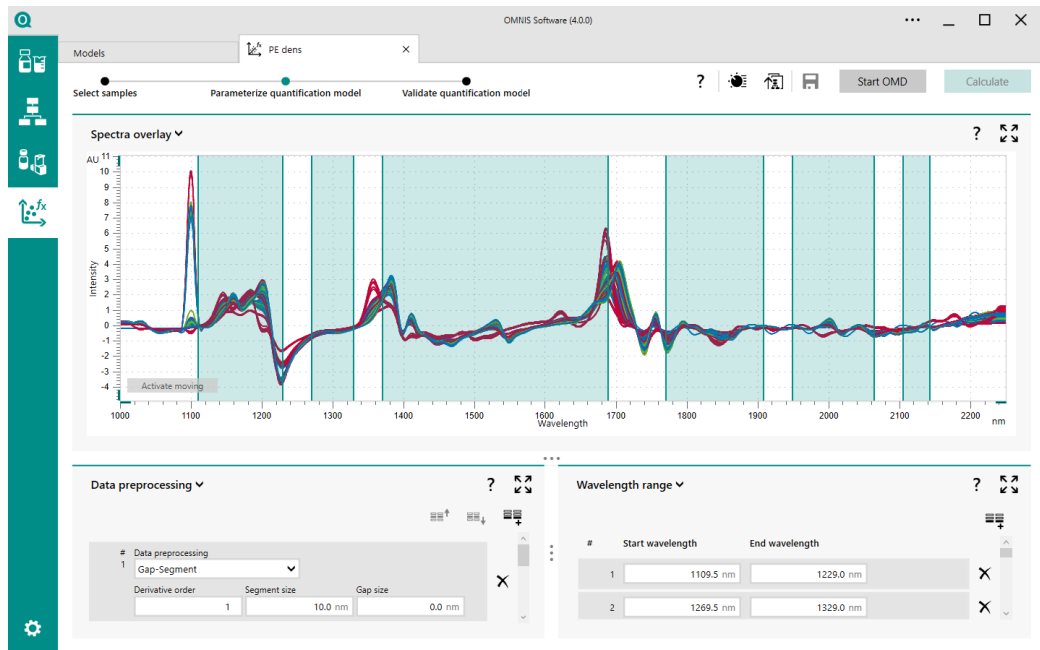 OMNIS Software (4.0.0)
Models
PE dens
Select samples
Parameterize quantification model
Validate quantification model
?
Start OMD
Calculate
Spectra overlay
?
AU 11
10
9
8
7
6
5
4
3
2
1
0
-1
-2
-3
-4
Intensity
Activate moving
1000 1100 1200 1300 1400 1500 1600 1700 1800 1900 2000 2100 2200
Wavelength
nm
Data preprocessing
?
# Data preprocessing
1 Gap-Segment
Derivative order Segment size Gap size
1 10.0 nm 0.0 nm
Wavelength range
?
# Start wavelength End wavelength
1 1109.5 nm 1229.0 nm
2 1269.5 nm 1329.0 nm